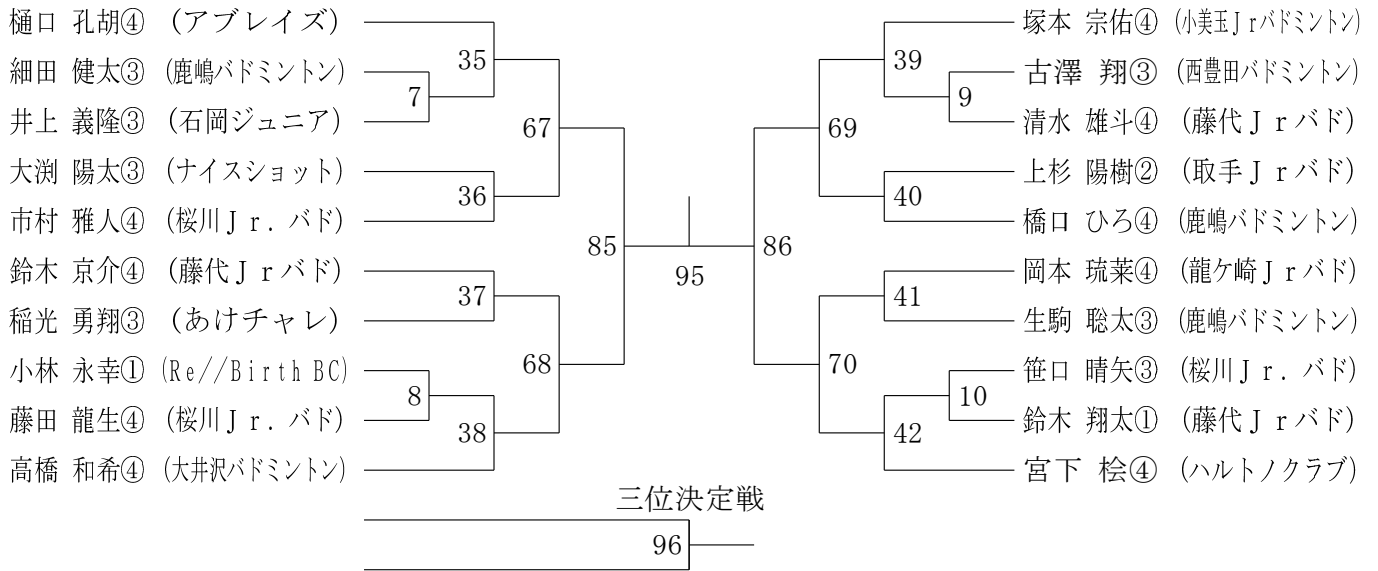 樋口 孔胡④ (アブレイズ)
細田 健太③ (鹿嶋バドミントン)
井上 義隆③ (石岡ジュニア)
大渕 陽太③ (ナイスショット)
市村 雅人④ (桜川Ｊｒ．バド)
鈴木 京介④ (藤代Ｊｒバド)
稲光 勇翔③ (あけチャレ)
小林 永幸① (Re//Birth BC)
藤田 龍生④ (桜川Ｊｒ．バド)
高橋 和希④ (大井沢バドミントン)
35
7
67
36
85
37
68
8
38
95
39
9
69
40
86
41
70
10
42
塚本 宗佑④ (小美玉Ｊｒバドミントン)
古澤 翔③ (西豊田バドミントン)
清水 雄斗④ (藤代Ｊｒバド)
上杉 陽樹② (取手Ｊｒバド)
橋口 ひろ④ (鹿嶋バドミントン)
岡本 琉菜④ (龍ケ崎Ｊｒバド)
生駒 聡太③ (鹿嶋バドミントン)
笹口 晴矢③ (桜川Ｊｒ．バド)
鈴木 翔太① (藤代Ｊｒバド)
宮下 桧④ (ハルトノクラブ)
三位決定戦
96